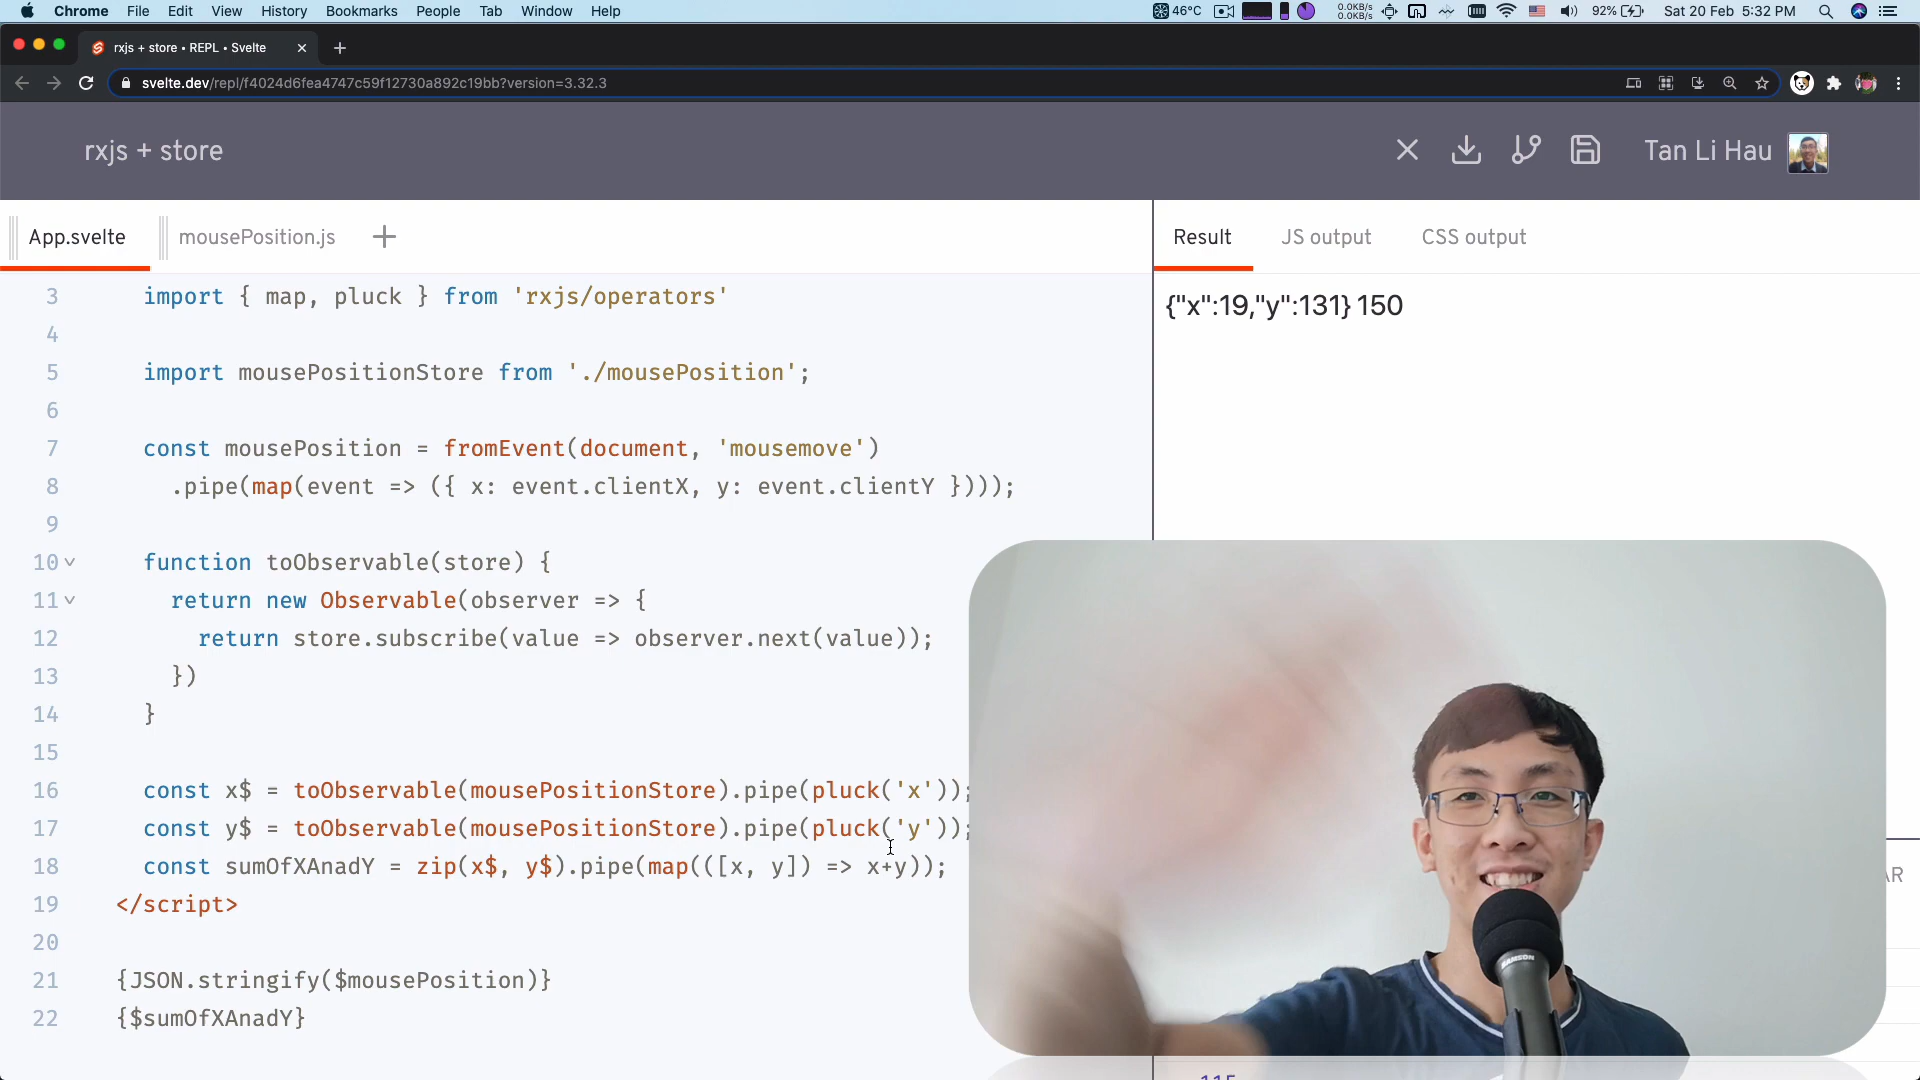 Chrome File Edit View History Bookmarks People Tab Window Help 46°C 0.0KB/s 0.0KB/s 92% Sat 20 Feb 5:32 PM
rxjs + store • REPL • Svelte
svelte.dev/repl/f4024d6fea4747c59f12730a892c19bb?version=3.32.3
rxjs + store Tan Li Hau
App.svelte mousePosition.js Result JS output CSS output
3 import { map, pluck } from 'rxjs/operators'
{"x":19,"y":131} 150
4
5 import mousePositionStore from './mousePosition';
6
7 const mousePosition = fromEvent(document, 'mousemove')
8 .pipe(map(event => ({ x: event.clientX, y: event.clientY })));
9
10 function toObservable(store) {
11 return new Observable(observer => {
12 return store.subscribe(value => observer.next(value));
13 })
14 }
15
16 const x$ = toObservable(mousePositionStore).pipe(pluck('x'));
17 const y$ = toObservable(mousePositionStore).pipe(pluck('y'));
18 const sumOfXAnadY = zip(x$, y$).pipe(map(([x, y]) => x+y));
19 </script>
20
21 {JSON.stringify($mousePosition)}
22 {$sumOfXAnadY}
SAMSON